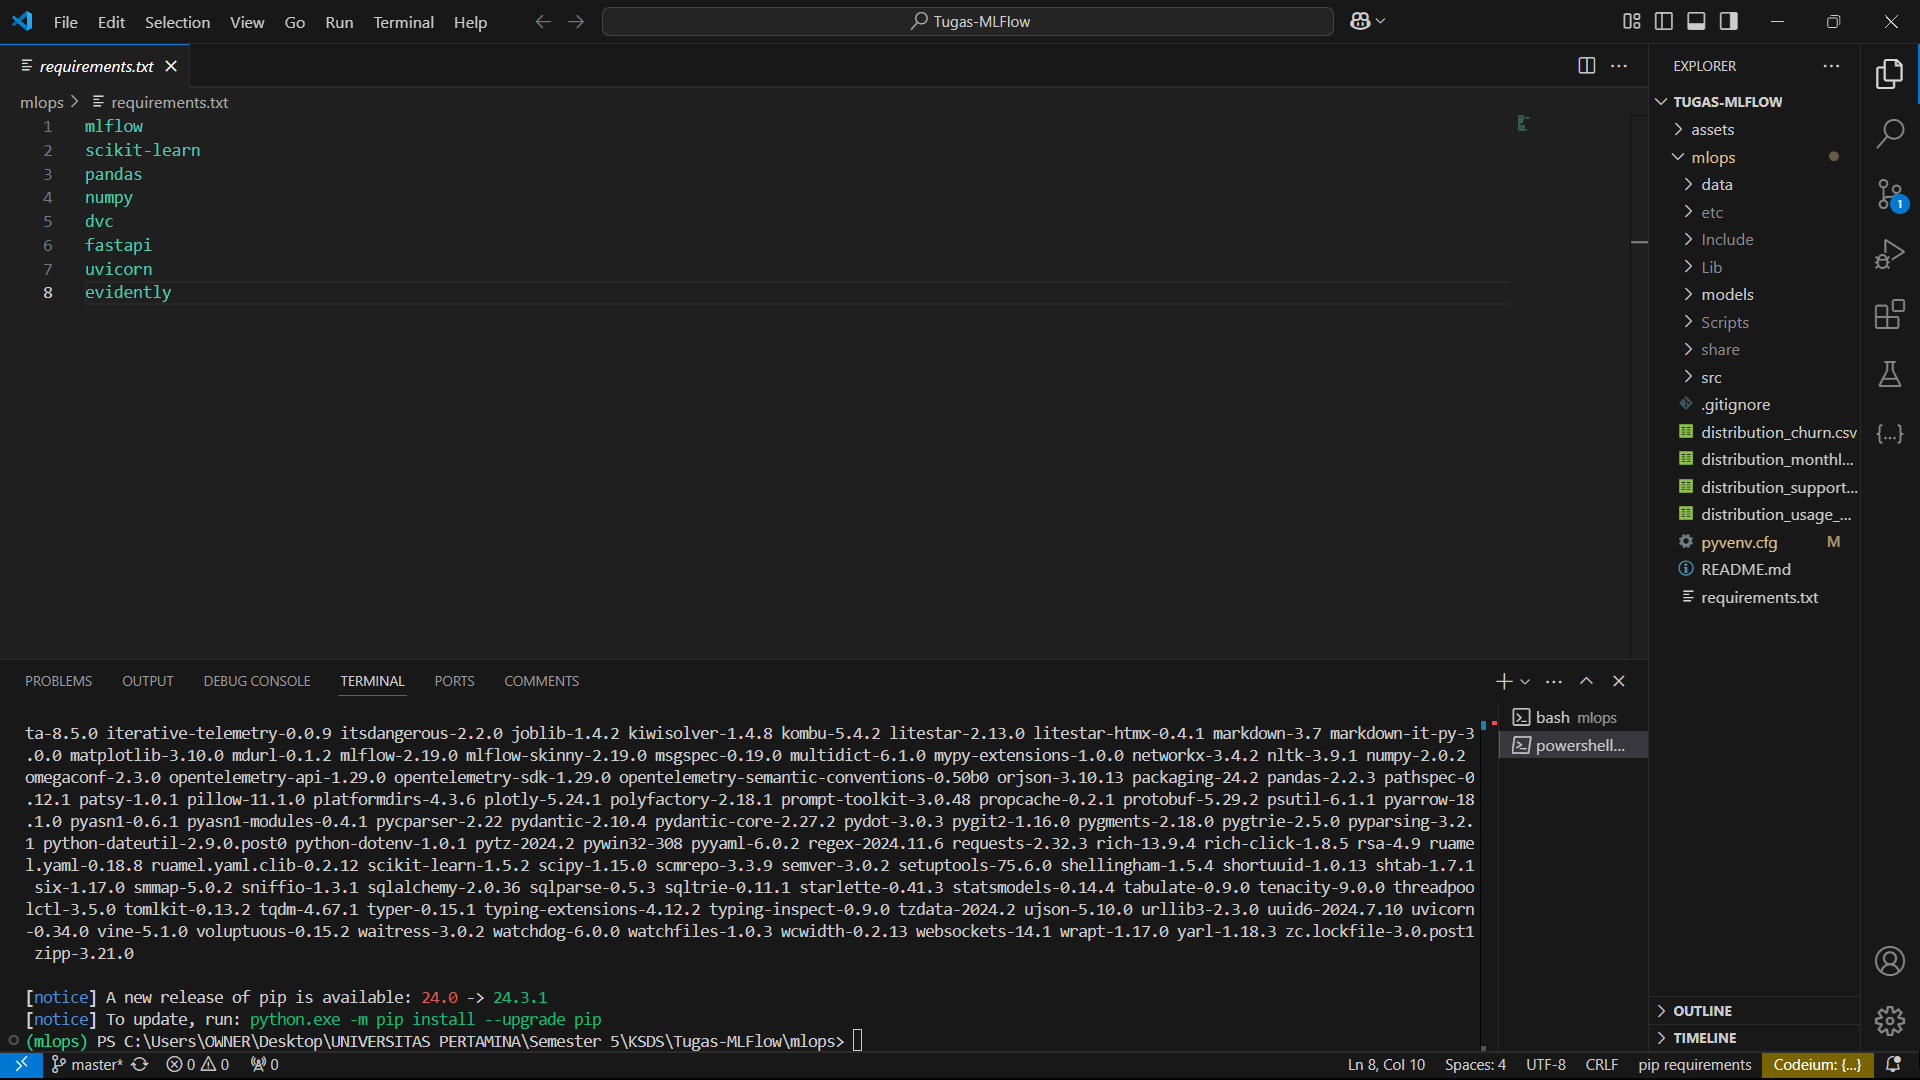 File Edit Selection View Go Run Terminal Help
Tugas-MLFlow
requirements.txt
mlops > requirements.txt
1 mlflow
2 scikit-learn
3 pandas
4 numpy
5 dvc
6 fastapi
7 uvicorn
8 evidently
EXPLORER
TUGAS-MLFLOW
assets
mlops
data
etc
Include
Lib
models
Scripts
share
src
.gitignore
distribution_churn.csv
distribution_monthl...
distribution_support...
distribution_usage_...
pyvenv.cfg M
README.md
requirements.txt
OUTLINE
TIMELINE
1
{...}
PROBLEMS OUTPUT DEBUG CONSOLE TERMINAL PORTS COMMENTS
bash mlops
powershell...
ta-8.5.0 iterative-telemetry-0.0.9 itsdangerous-2.2.0 joblib-1.4.2 kiwisolver-1.4.8 kombu-5.4.2 litestar-2.13.0 litestar-htmx-0.4.1 markdown-3.7 markdown-it-py-3
.0.0 matplotlib-3.10.0 mdurl-0.1.2 mlflow-2.19.0 mlflow-skinny-2.19.0 msgspec-0.19.0 multidict-6.1.0 mypy-extensions-1.0.0 networkx-3.4.2 nltk-3.9.1 numpy-2.0.2
omegaconf-2.3.0 opentelemetry-api-1.29.0 opentelemetry-sdk-1.29.0 opentelemetry-semantic-conventions-0.50b0 orjson-3.10.13 packaging-24.2 pandas-2.2.3 pathspec-0
.12.1 patsy-1.0.1 pillow-11.1.0 platformdirs-4.3.6 plotly-5.24.1 polyfactory-2.18.1 prompt-toolkit-3.0.48 propcache-0.2.1 protobuf-5.29.2 psutil-6.1.1 pyarrow-18
.1.0 pyasn1-0.6.1 pyasn1-modules-0.4.1 pycparser-2.22 pydantic-2.10.4 pydantic-core-2.27.2 pydot-3.0.3 pygit2-1.16.0 pygments-2.18.0 pygtrie-2.5.0 pyparsing-3.2.
1 python-dateutil-2.9.0.post0 python-dotenv-1.0.1 pytz-2024.2 pywin32-308 pyyaml-6.0.2 regex-2024.11.6 requests-2.32.3 rich-13.9.4 rich-click-1.8.5 rsa-4.9 ruame
l.yaml-0.18.8 ruamel.yaml.clib-0.2.12 scikit-learn-1.5.2 scipy-1.15.0 scmrepo-3.3.9 semver-3.0.2 setuptools-75.6.0 shellingham-1.5.4 shortuuid-1.0.13 shtab-1.7.1
six-1.17.0 smmap-5.0.2 sniffio-1.3.1 sqlalchemy-2.0.36 sqlparse-0.5.3 sqltrie-0.11.1 starlette-0.41.3 statsmodels-0.14.4 tabulate-0.9.0 tenacity-9.0.0 threadpoo
lctl-3.5.0 tomlkit-0.13.2 tqdm-4.67.1 typer-0.15.1 typing-extensions-4.12.2 typing-inspect-0.9.0 tzdata-2024.2 ujson-5.10.0 urllib3-2.3.0 uuid6-2024.7.10 uvicorn
-0.34.0 vine-5.1.0 voluptuous-0.15.2 waitress-3.0.2 watchdog-6.0.0 watchfiles-1.0.3 wcwidth-0.2.13 websockets-14.1 wrapt-1.17.0 yarl-1.18.3 zc.lockfile-3.0.post1
zipp-3.21.0
[notice] A new release of pip is available: 24.0 -> 24.3.1
[notice] To update, run: python.exe -m pip install --upgrade pip
(mlops) PS C:\Users\OWNER\Desktop\UNIVERSITAS PERTAMINA\Semester 5\KSDS\Tugas-MLFlow\mlops>
master* 0 0 0 Ln 8, Col 10 Spaces: 4 UTF-8 CRLF pip requirements Codeium: {...}